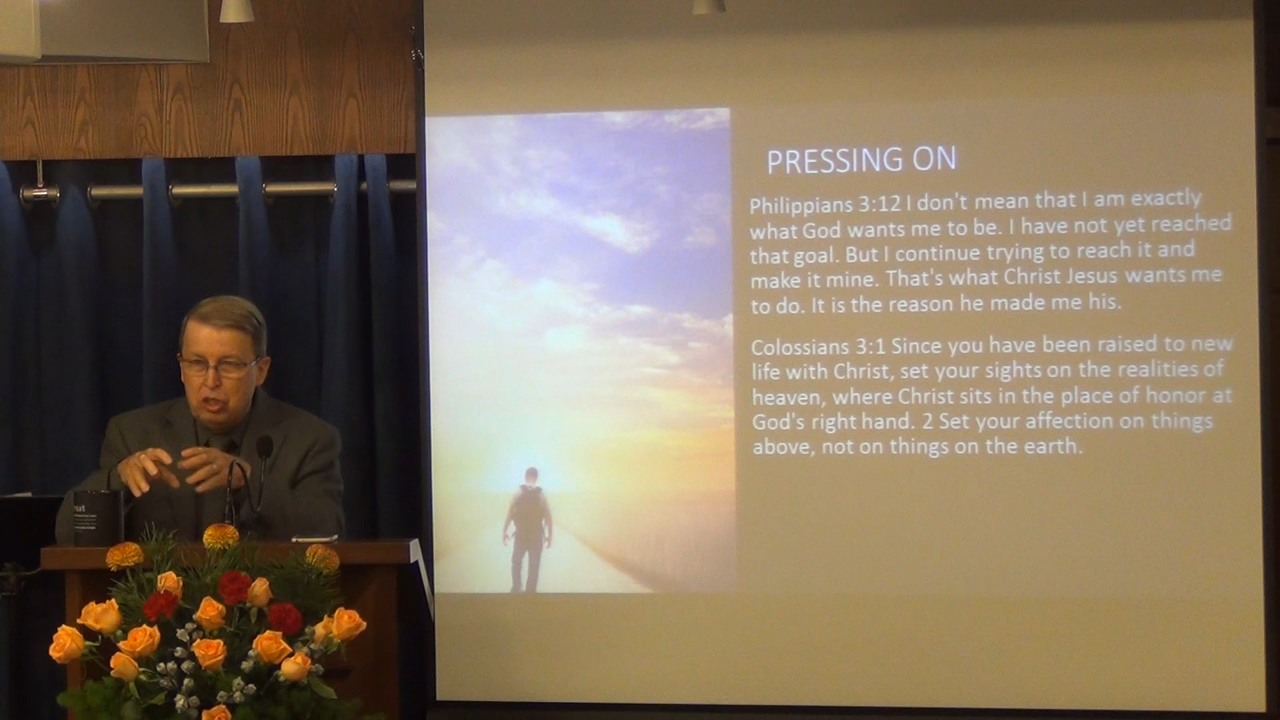 PRESSING ON
Philippians 3:12 I don't mean that I am exactly
what God wants me to be. I have not yet reached
that goal. But I continue trying to reach it and
make it mine. That's what Christ Jesus wants me
to do. It is the reason he made me his.
Colossians 3:1 Since you have been raised to new
life with Christ, set your sights on the realities of
heaven, where Christ sits in the place of honor at
God's right hand. 2 Set your affection on things
above, not on things on the earth.